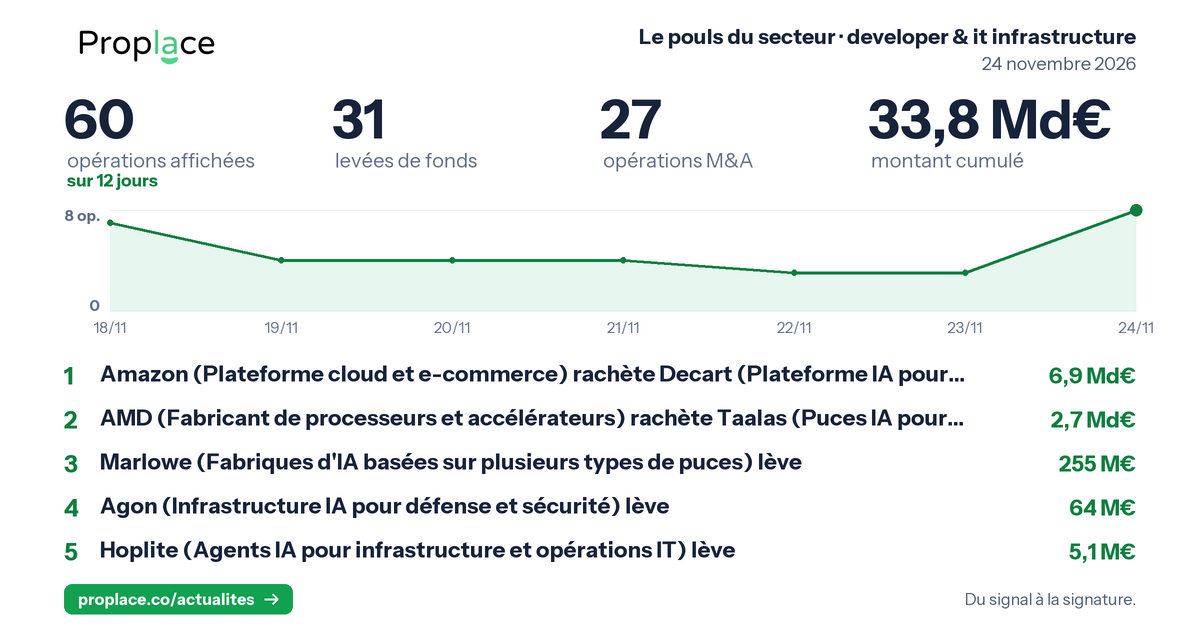 Proplace
Le pouls du secteur · developer & it infrastructure
24 novembre 2026
60
opérations affichées
sur 12 jours
31
levées de fonds
27
opérations M&A
33,8 Md€
montant cumulé
8 op.
0
18/11
19/11
20/11
21/11
22/11
23/11
24/11
1 Amazon (Plateforme cloud et e-commerce) rachète Decart (Plateforme IA pour... 6,9 Md€
2 AMD (Fabricant de processeurs et accélérateurs) rachète Taalas (Puces IA pour... 2,7 Md€
3 Marlowe (Fabriques d'IA basées sur plusieurs types de puces) lève 255 M€
4 Agon (Infrastructure IA pour défense et sécurité) lève 64 M€
5 Hoplite (Agents IA pour infrastructure et opérations IT) lève 5,1 M€
proplace.co/actualites →
Du signal à la signature.